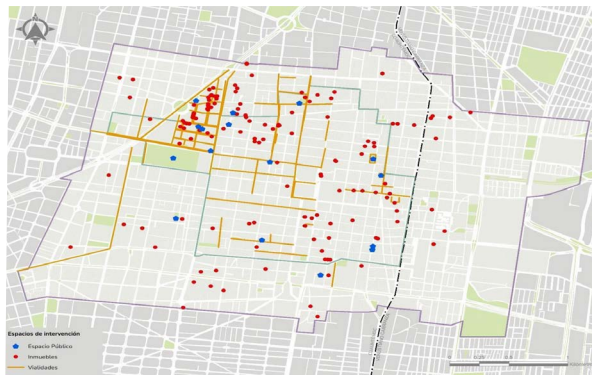 Espacios de intervención
Espacio Público
Inmuebles
Vialidades